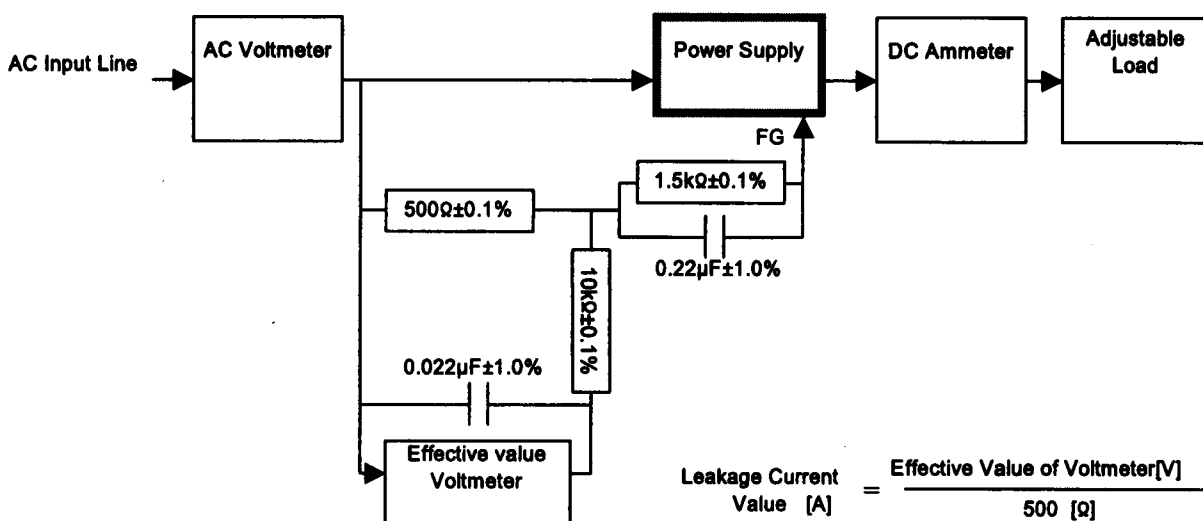 AC Input Line
AC Voltmeter
Power Supply
DC Ammeter
Adjustable
Load
FG
1.5kΩ±0.1%
500Ω±0.1%
0.22µF±1.0%
10kΩ±0.1%
0.022µF±1.0%
Effective value
Voltmeter
Leakage Current
Value [A]
=
Effective Value of Voltmeter[V]
500 [Ω]